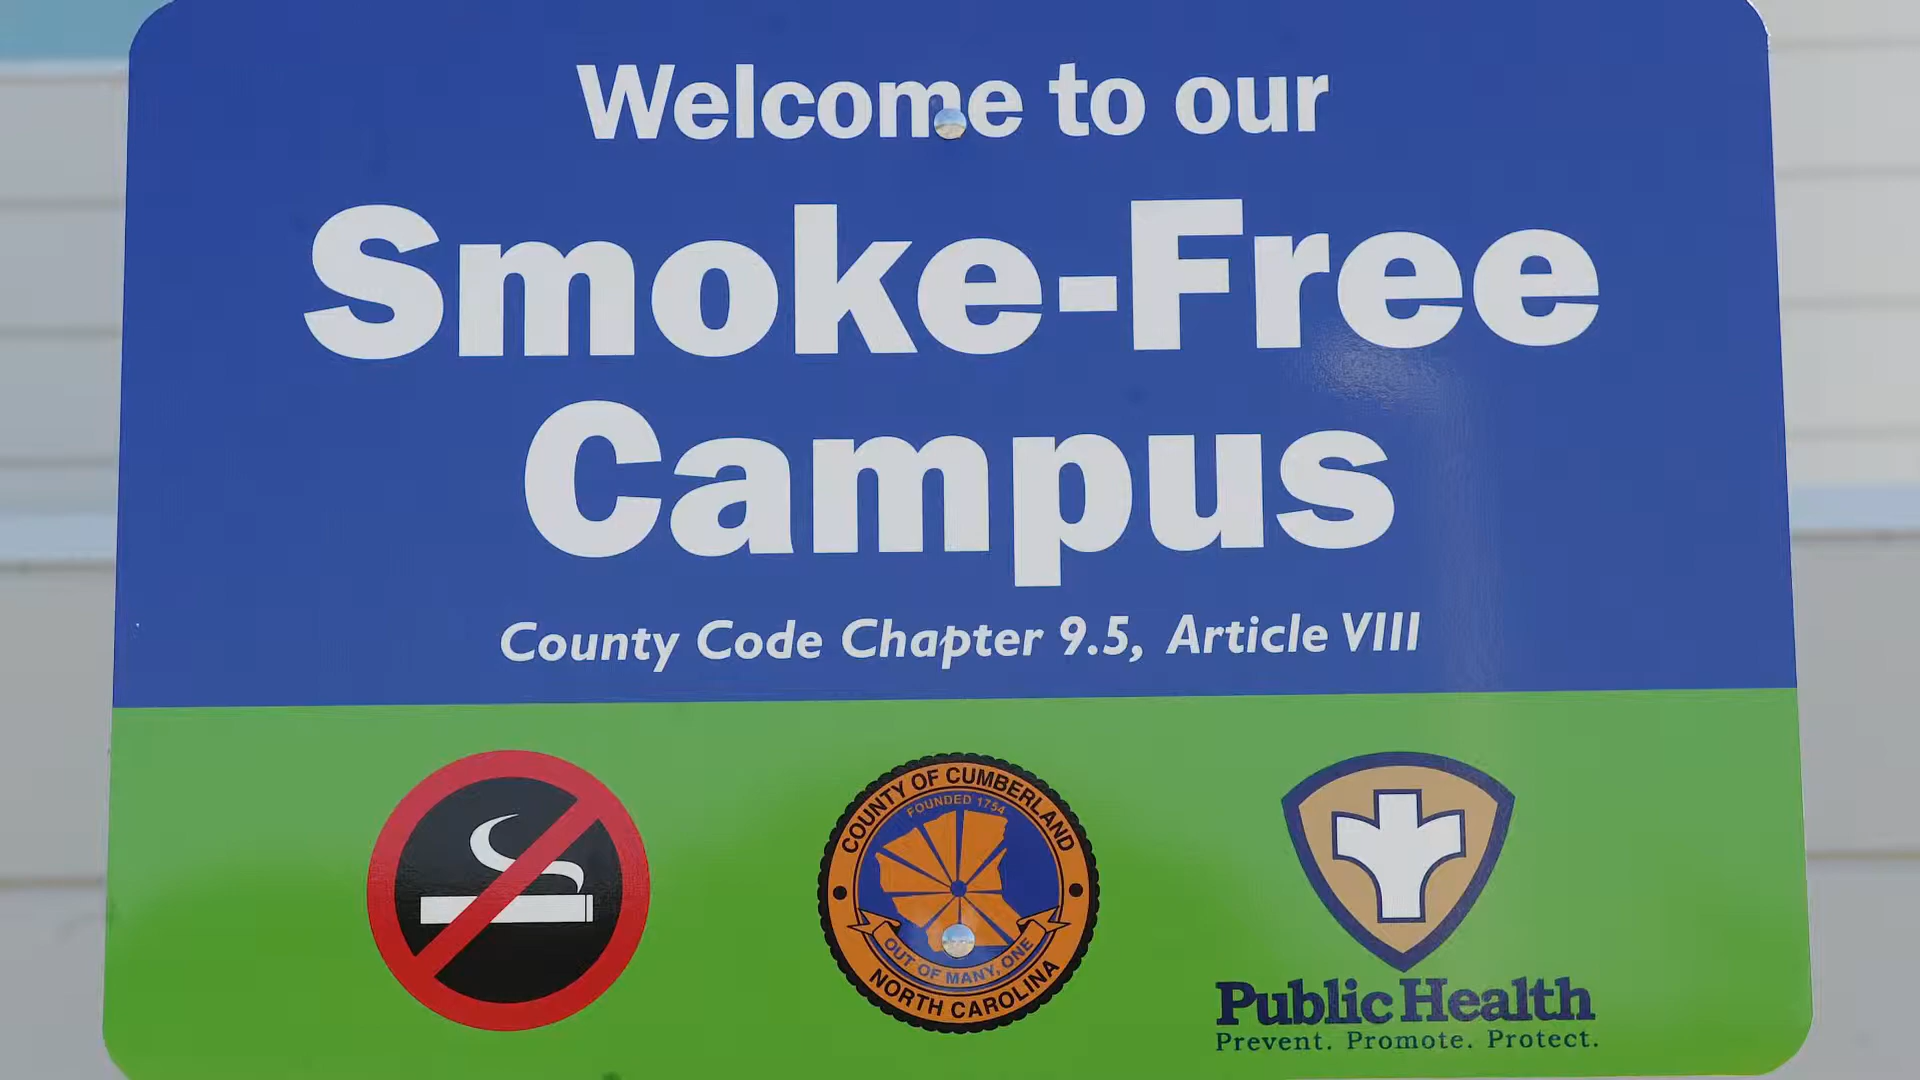 Welcome to our
Smoke-Free
Campus
County Code Chapter 9.5, Article VIII
COUNTY OF CUMBERLAND
FOUNDED 1754
OUT OF MANY, ONE
NORTH CAROLINA
Public Health
Prevent. Promote. Protect.